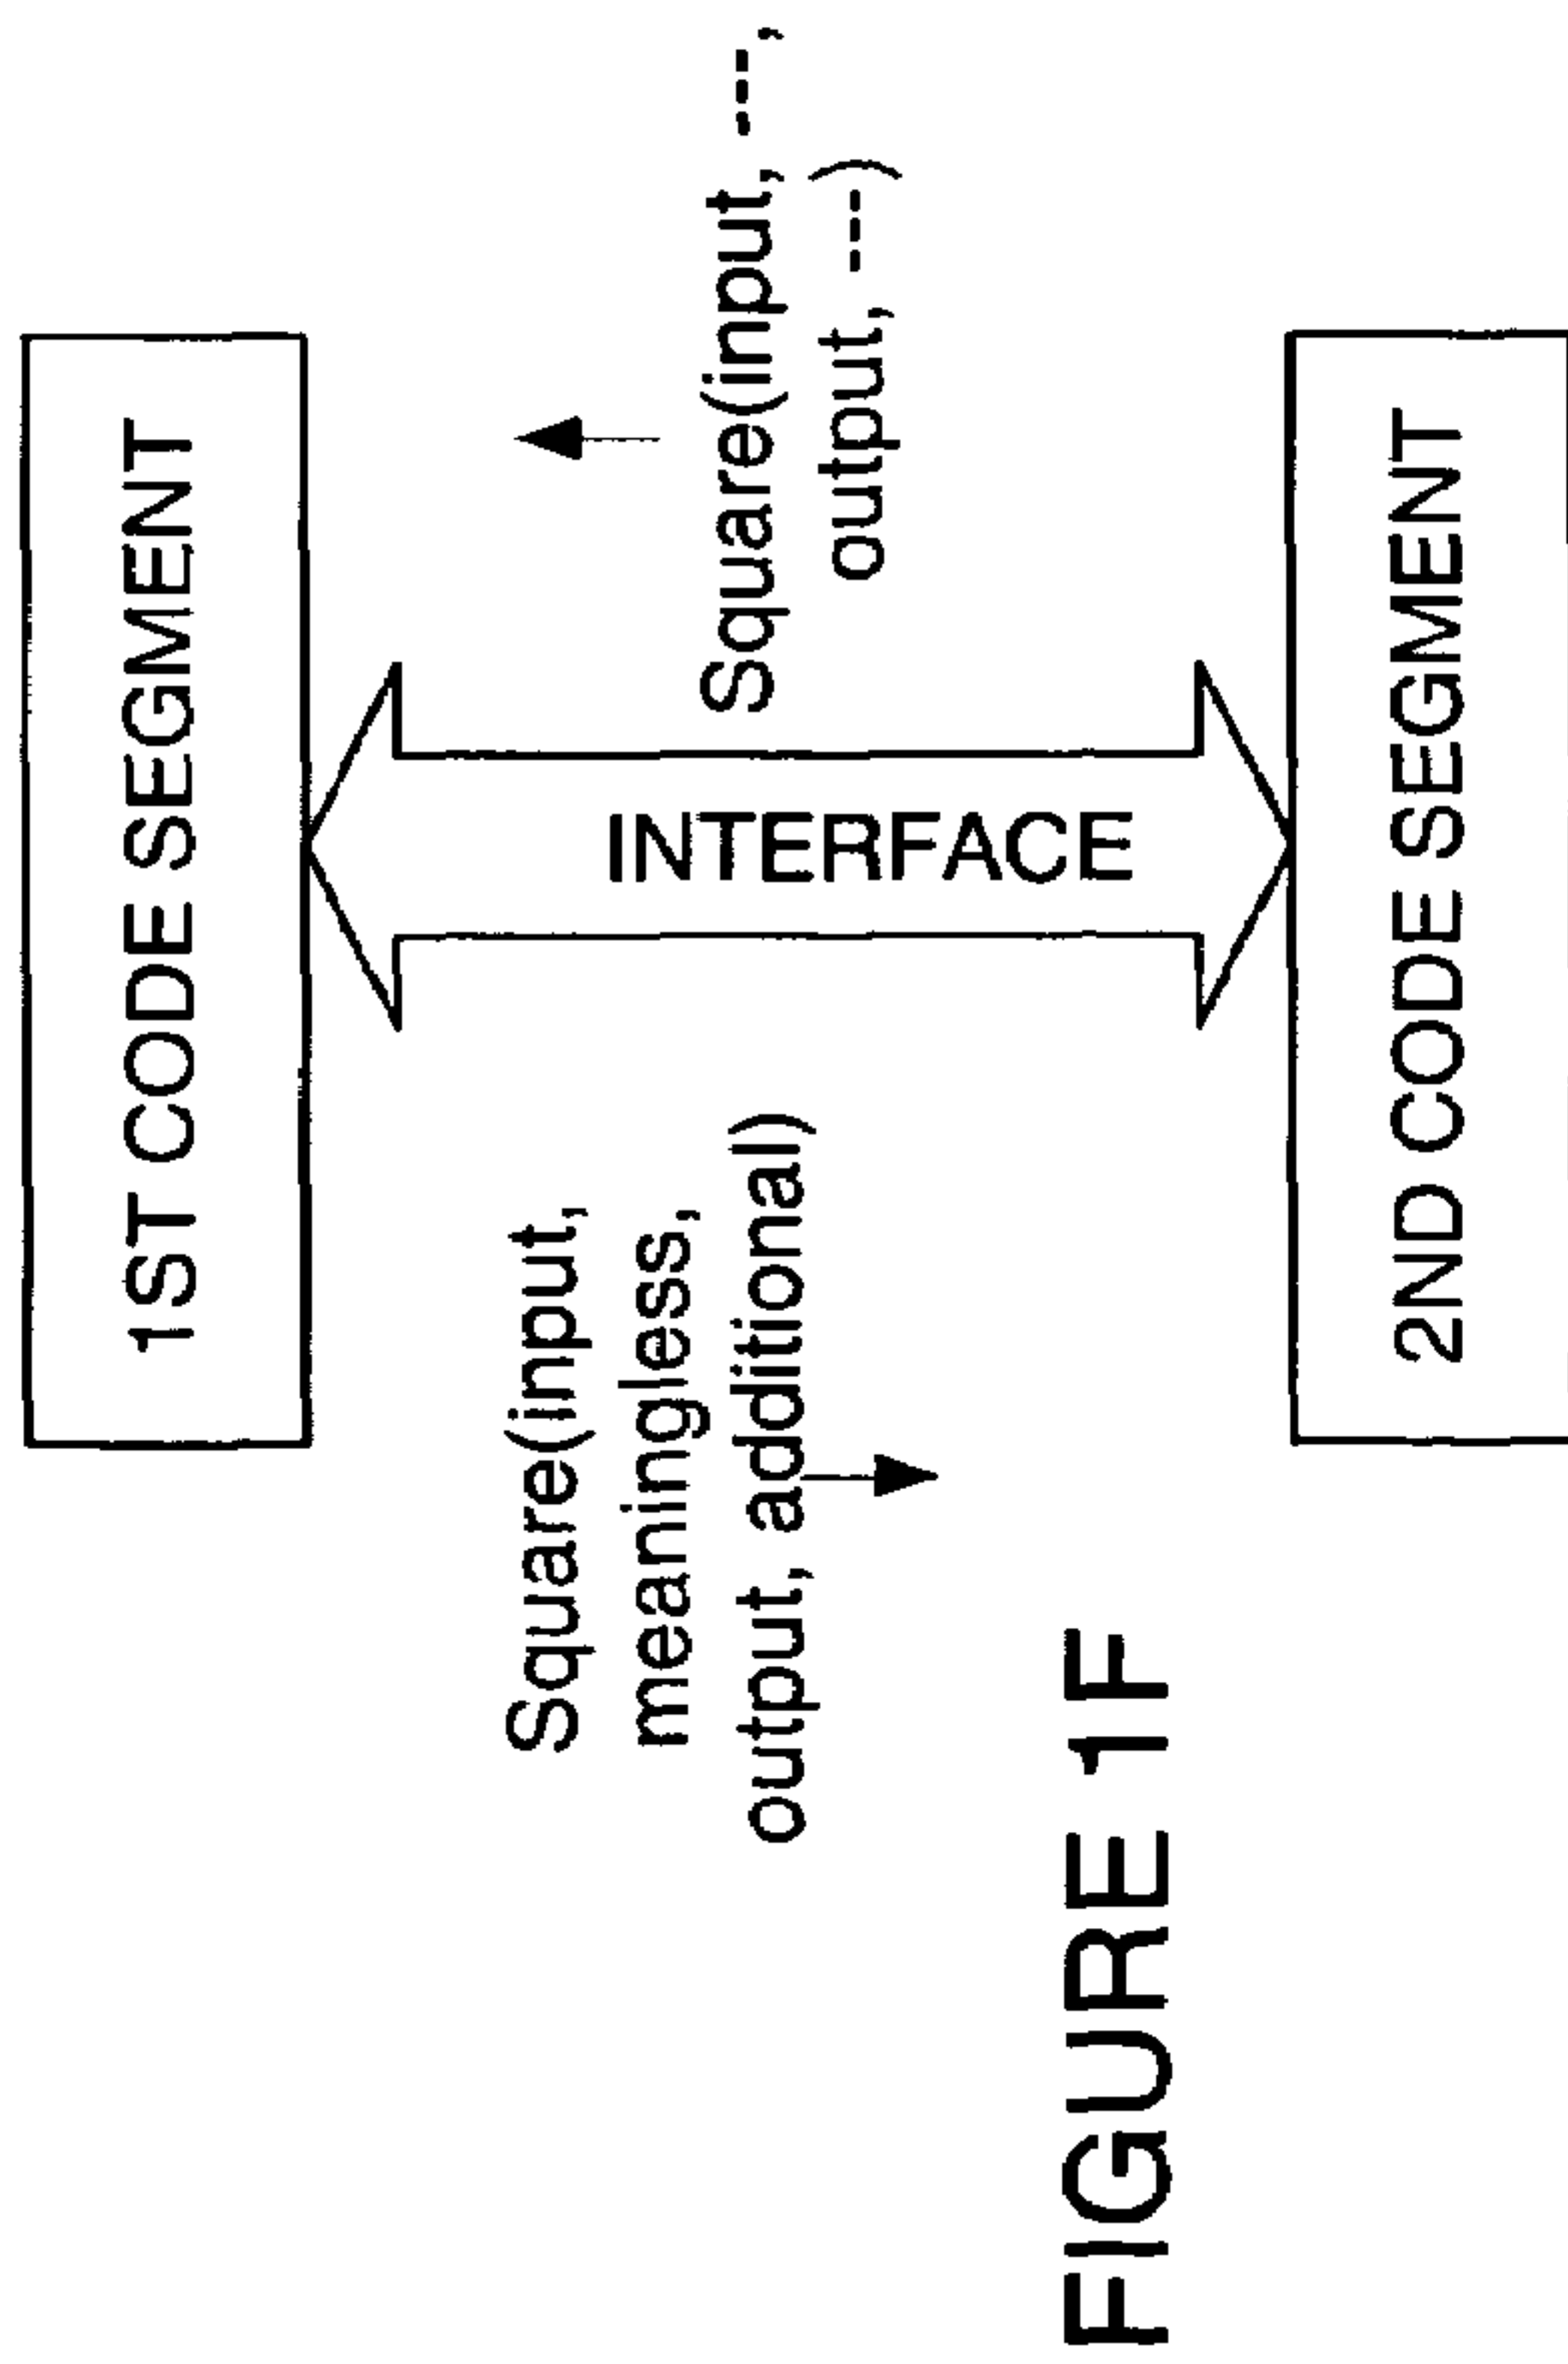 1ST CODE SEGMENT
Square(input,
meaningless,
output, additional)
INTERFACE
Square(input, ---,
output, ---)
FIGURE 1F
2ND CODE SEGMENT